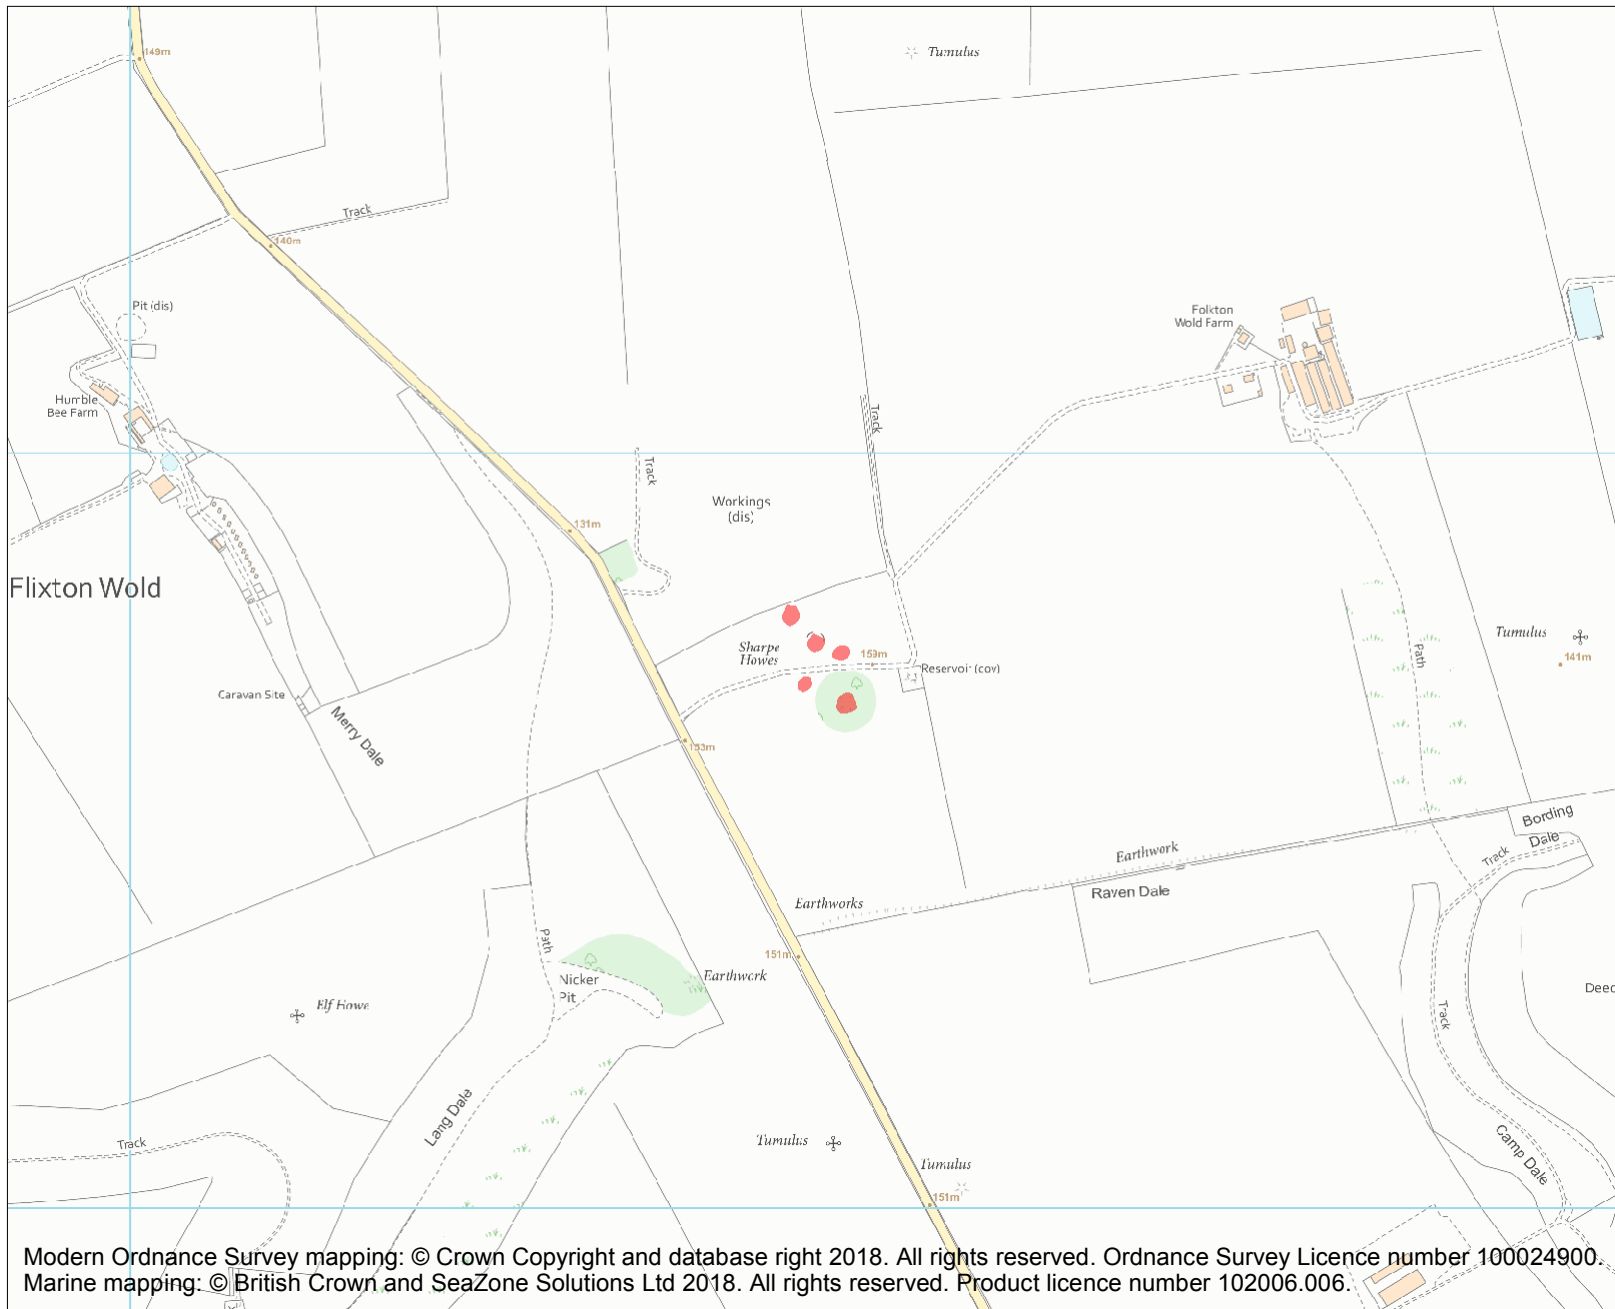 149m
Tumulus
Track
140m
Pit (dis)
Folkton
Wold Farm
Humble
Bee Farm
Track
Track
Workings
(dis)
131m
Flixton Wold
Sharpe
Howes
159m
Reservoir (cov)
Path
Tumulus
141m
Caravan Site
Merry Dale
153m
Bording
Dale
Track
Earthwork
Raven Dale
Earthworks
Path
151m
Nicker
Pit
Earthwork
Deed
Elf Howe
Track
Lang Dale
Track
Tumulus
Tumulus
151m
Camp Dale
Modern Ordnance Survey mapping: © Crown Copyright and database right 2018. All rights reserved. Ordnance Survey Licence number 100024900.
Marine mapping: © British Crown and SeaZone Solutions Ltd 2018. All rights reserved. Product licence number 102006.006.